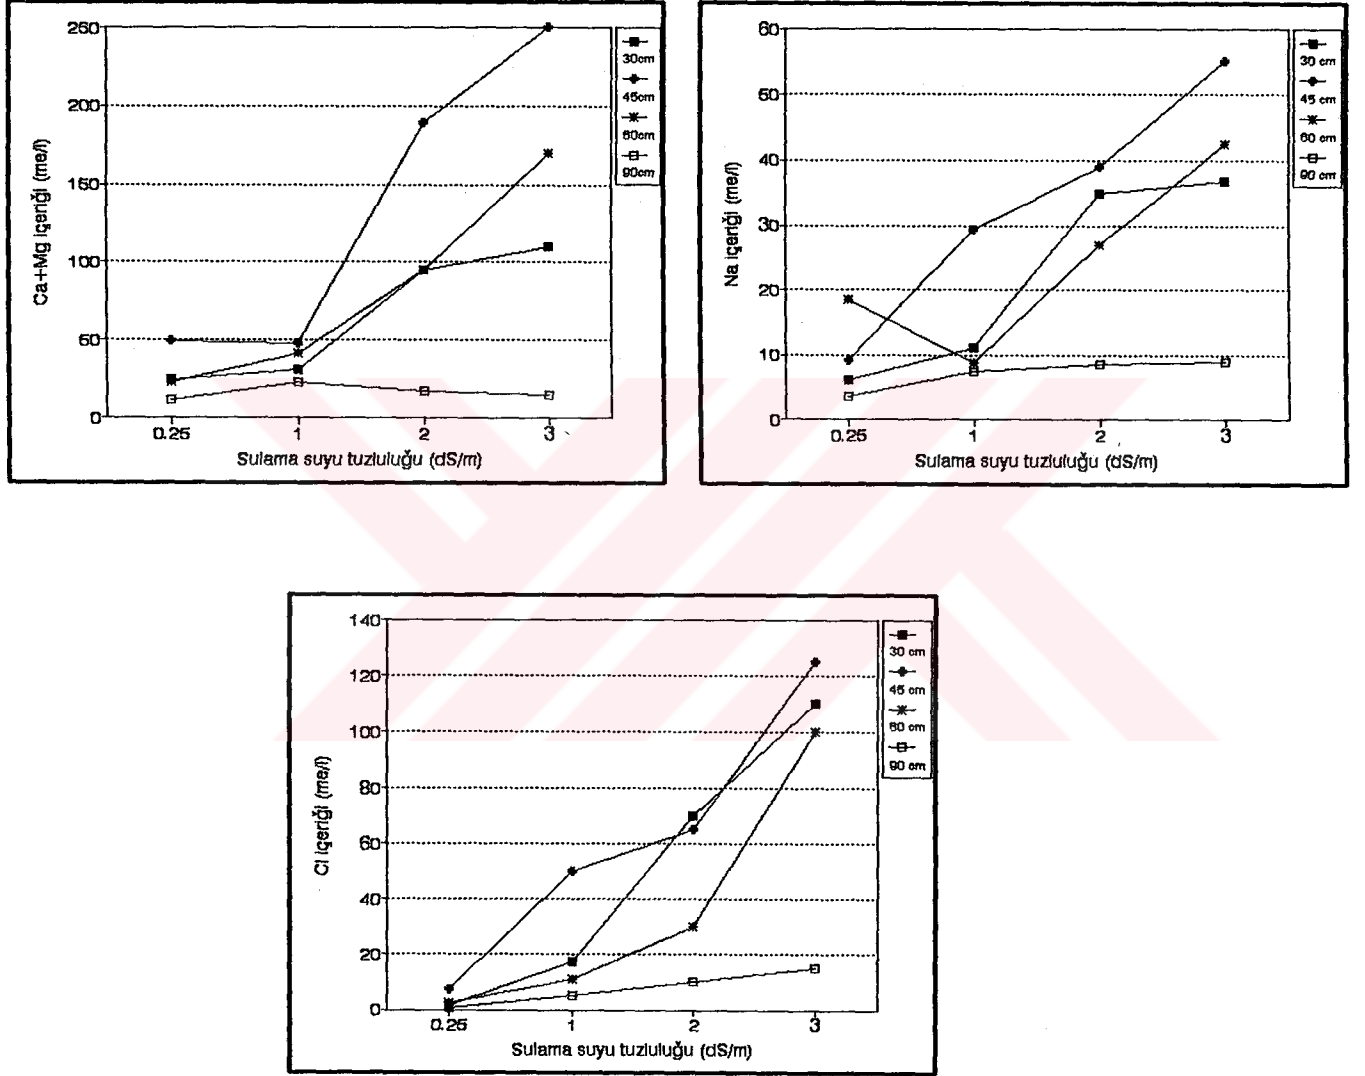 250
200
150
100
50
0
Ca+Mg içeriği (me/l)
0.25 1 2 3
Sulama suyu tuzluluğu (dS/m)
30cm
45cm
60cm
90cm
60
50
40
30
20
10
0
Na içeriği (me/l)
0.25 1 2 3
Sulama suyu tuzluluğu (dS/m)
30 cm
45 cm
60 cm
90 cm
140
120
100
80
60
40
20
0
Cl içeriği (me/l)
0.25 1 2 3
Sulama suyu tuzluluğu (dS/m)
30 cm
45 cm
60 cm
90 cm